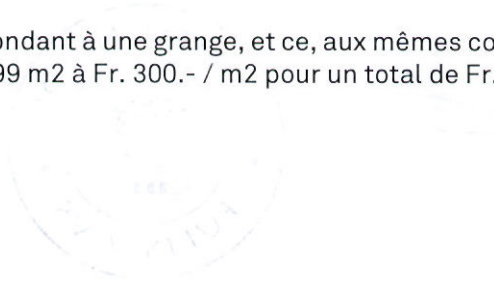 ondant à une grange, et ce, aux mêmes co
99 m2 à Fr. 300.- / m2 pour un total de Fr.